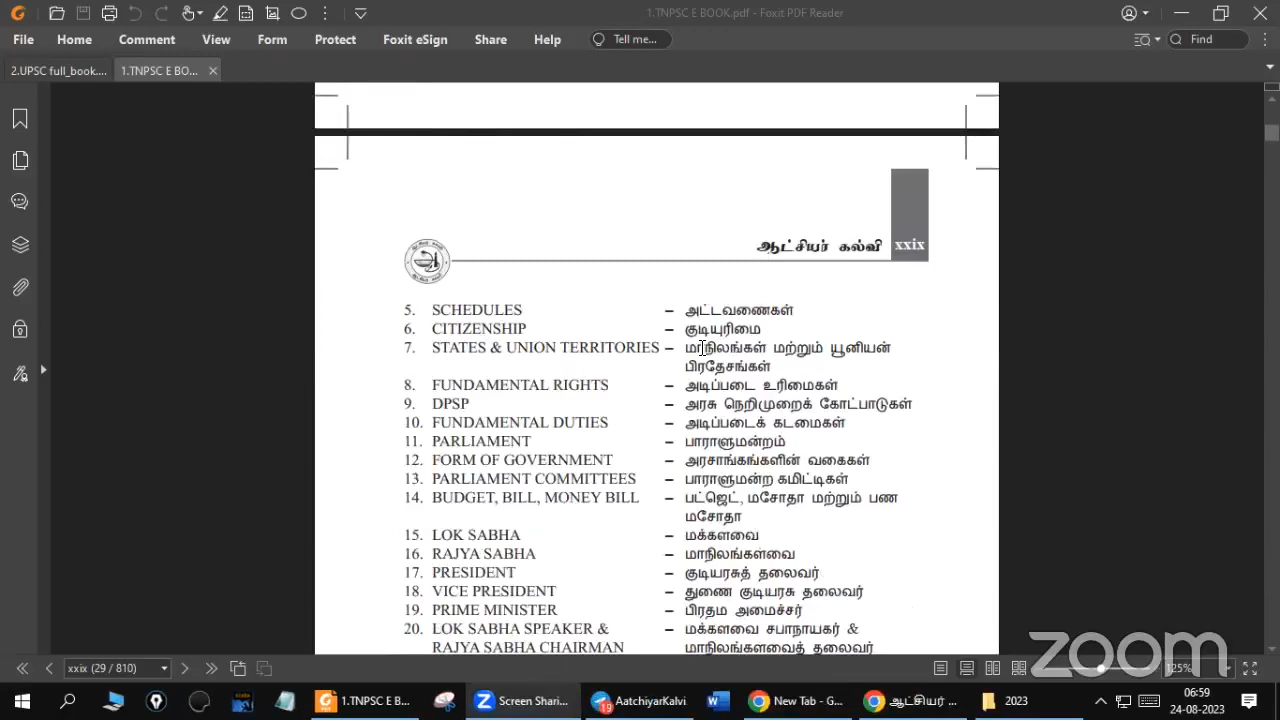 1.TNPSC E BOOK.pdf - Foxit PDF Reader
File Home Comment View Form Protect Foxit eSign Share Help Tell me... Find
2.UPSC full_book.... 1.TNPSC E BO...
ஆட்சியர் கல்வி xxix
5. SCHEDULES – அட்டவணைகள்
6. CITIZENSHIP – குடியுரிமை
7. STATES & UNION TERRITORIES – மாநிலங்கள் மற்றும் யூனியன்
பிரதேசங்கள்
8. FUNDAMENTAL RIGHTS – அடிப்படை உரிமைகள்
9. DPSP – அரசு நெறிமுறைக் கோட்பாடுகள்
10. FUNDAMENTAL DUTIES – அடிப்படைக் கடமைகள்
11. PARLIAMENT – பாராளுமன்றம்
12. FORM OF GOVERNMENT – அரசாங்கங்களின் வகைகள்
13. PARLIAMENT COMMITTEES – பாராளுமன்ற கமிட்டிகள்
14. BUDGET, BILL, MONEY BILL – பட்ஜெட், மசோதா மற்றும் பண
மசோதா
15. LOK SABHA – மக்களவை
16. RAJYA SABHA – மாநிலங்கள்வை
17. PRESIDENT – குடியரசுத் தலைவர்
18. VICE PRESIDENT – துணை குடியரசு தலைவர்
19. PRIME MINISTER – பிரதம அமைச்சர்
20. LOK SABHA SPEAKER & – மக்களவை சபாநாயகர் &
RAJYA SABHA CHAIRMAN மாநிலங்களவைத் தலைவர்
zoom
xxix (29 / 810) 125%
1.TNPSC E BOOK.... Screen Shari... AatchiyarKalvi... New Tab - G... ஆட்சியர் ... 2023 06:59
19 24-08-2023